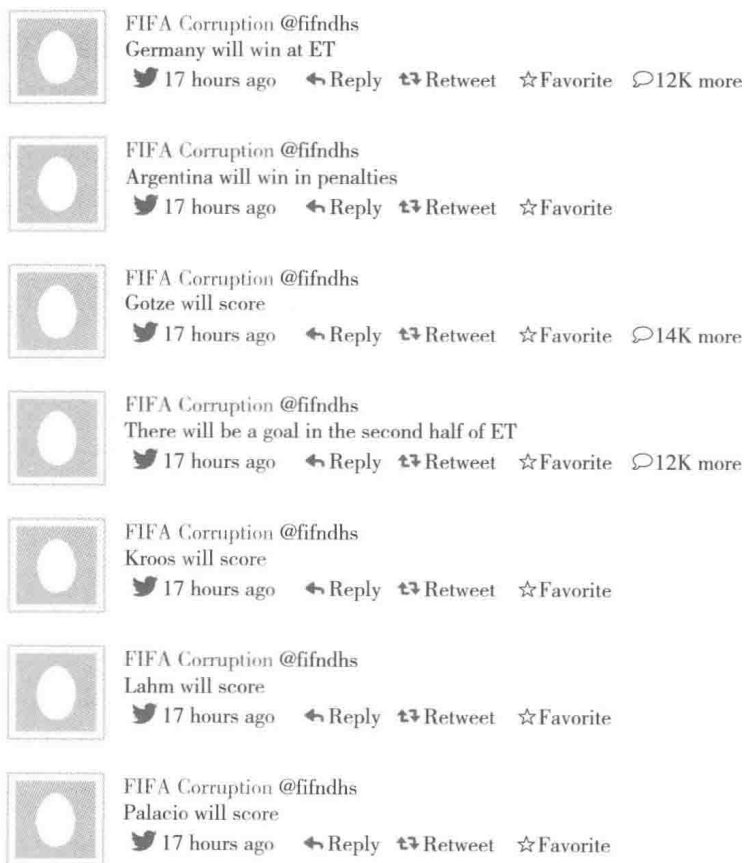 FIFA Corruption @fifndhs
Germany will win at ET
17 hours ago Reply Retweet Favorite 12K more
FIFA Corruption @fifndhs
Argentina will win in penalties
17 hours ago Reply Retweet Favorite
FIFA Corruption @fifndhs
Gotze will score
17 hours ago Reply Retweet Favorite 14K more
FIFA Corruption @fifndhs
There will be a goal in the second half of ET
17 hours ago Reply Retweet Favorite 12K more
FIFA Corruption @fifndhs
Kroos will score
17 hours ago Reply Retweet Favorite
FIFA Corruption @fifndhs
Lahm will score
17 hours ago Reply Retweet Favorite
FIFA Corruption @fifndhs
Palacio will score
17 hours ago Reply Retweet Favorite